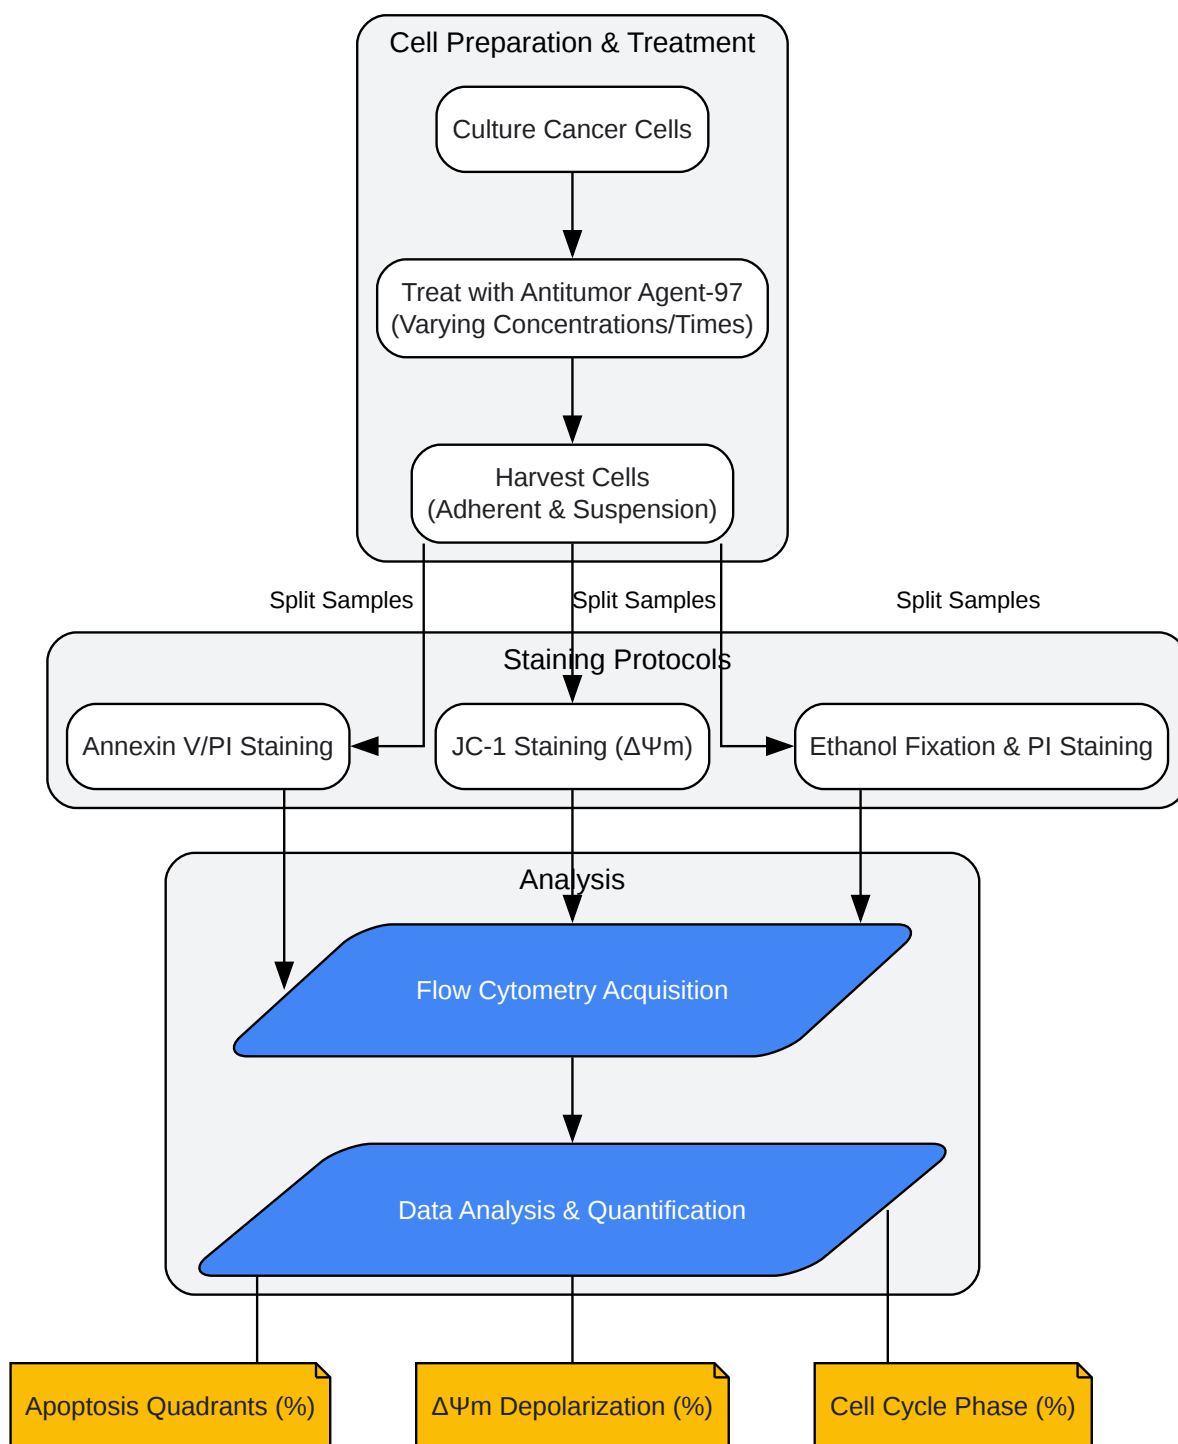 Cell Preparation & Treatment
Culture Cancer Cells
Treat with Antitumor Agent-97
(Varying Concentrations/Times)
Harvest Cells
(Adherent & Suspension)
Split Samples
Split Samples
Split Samples
Staining Protocols
Annexin V/PI Staining
JC-1 Staining (ΔΨm)
Ethanol Fixation & PI Staining
Analysis
Flow Cytometry Acquisition
Data Analysis & Quantification
Apoptosis Quadrants (%)
ΔΨm Depolarization (%)
Cell Cycle Phase (%)